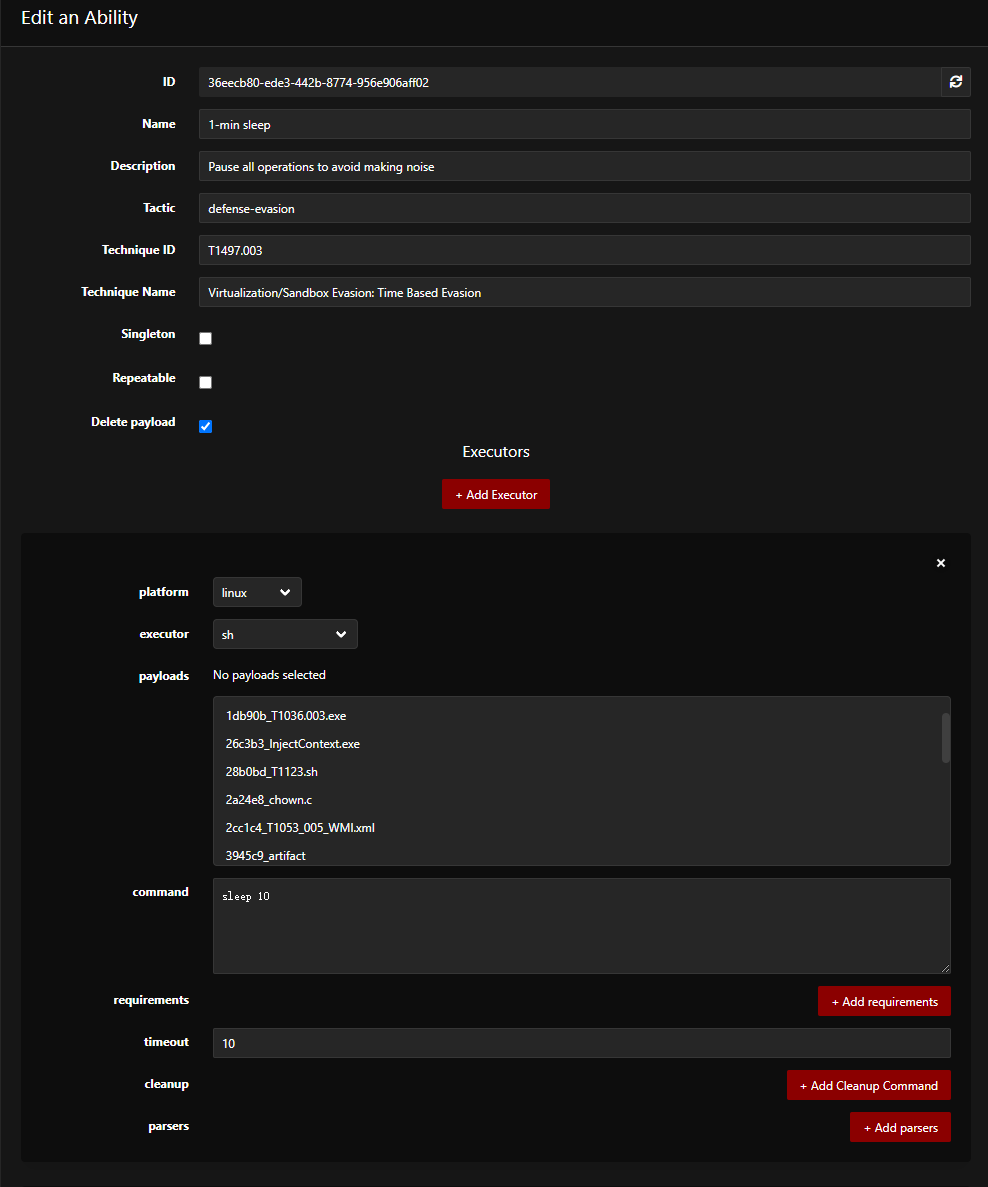 Edit an Ability
ID 36eecb80-ede3-442b-8774-956e906aff02
Name 1-min sleep
Description Pause all operations to avoid making noise
Tactic defense-evasion
Technique ID T1497.003
Technique Name Virtualization/Sandbox Evasion: Time Based Evasion
Singleton
Repeatable
Delete payload
Executors
+ Add Executor
platform linux
executor sh
payloads No payloads selected
1db90b_T1036.003.exe
26c3b3_InjectContext.exe
28b0bd_T1123.sh
2a24e8_chown.c
2cc1c4_T1053_005_WMI.xml
3945c9_artifact
command sleep 10
requirements + Add requirements
timeout 10
cleanup + Add Cleanup Command
parsers + Add parsers